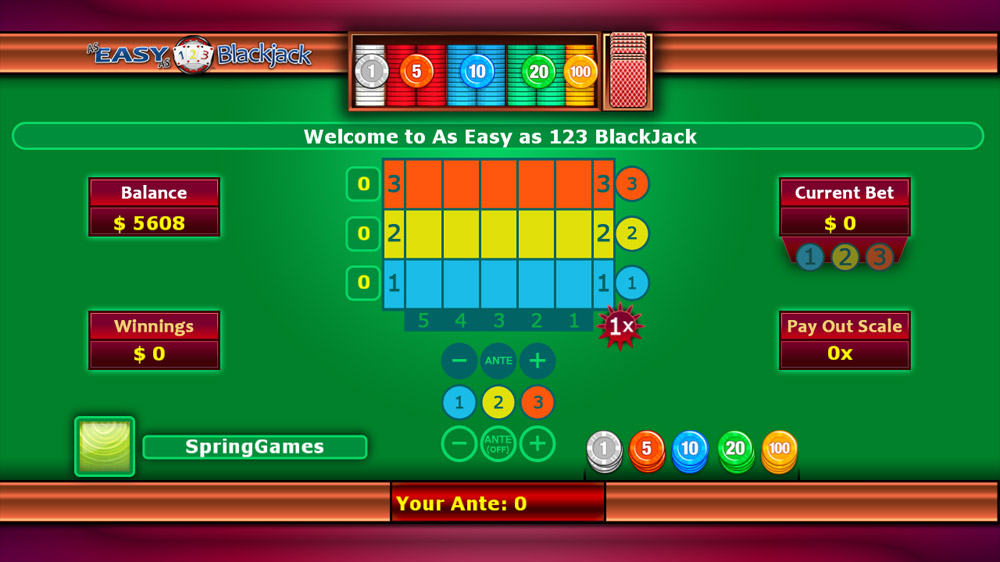 AS EASY AS 123 Blackjack
1 5 10 20 100
Welcome to As Easy as 123 BlackJack
Balance
$ 5608
Current Bet
$ 0
1 2 3
0 3 3 3
0 2 2 2
0 1 1 1
5 4 3 2 1 1x
Winnings
$ 0
Pay Out Scale
0x
− ANTE +
1 2 3
− ANTE (OFF) +
SpringGames
1 5 10 20 100
Your Ante: 0